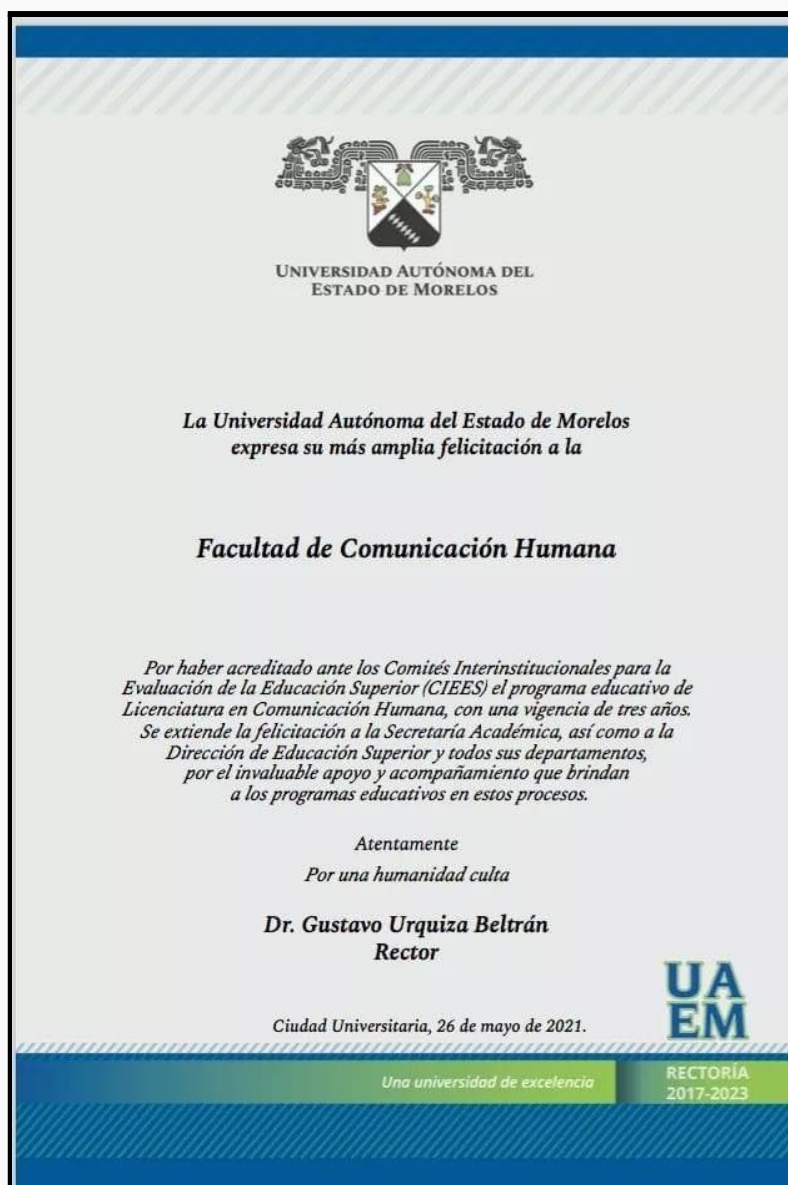 UNIVERSIDAD AUTÓNOMA DEL
ESTADO DE MORELOS
La Universidad Autónoma del Estado de Morelos
expresa su más amplia felicitación a la
Facultad de Comunicación Humana
Por haber acreditado ante los Comités Interinstitucionales para la
Evaluación de la Educación Superior (CIEES) el programa educativo de
Licenciatura en Comunicación Humana, con una vigencia de tres años.
Se extiende la felicitación a la Secretaría Académica, así como a la
Dirección de Educación Superior y todos sus departamentos,
por el invaluable apoyo y acompañamiento que brindan
a los programas educativos en estos procesos.
Atentamente
Por una humanidad culta
Dr. Gustavo Urquiza Beltrán
Rector
Ciudad Universitaria, 26 de mayo de 2021.
UA
EM
Una universidad de excelencia
RECTORÍA
2017-2023